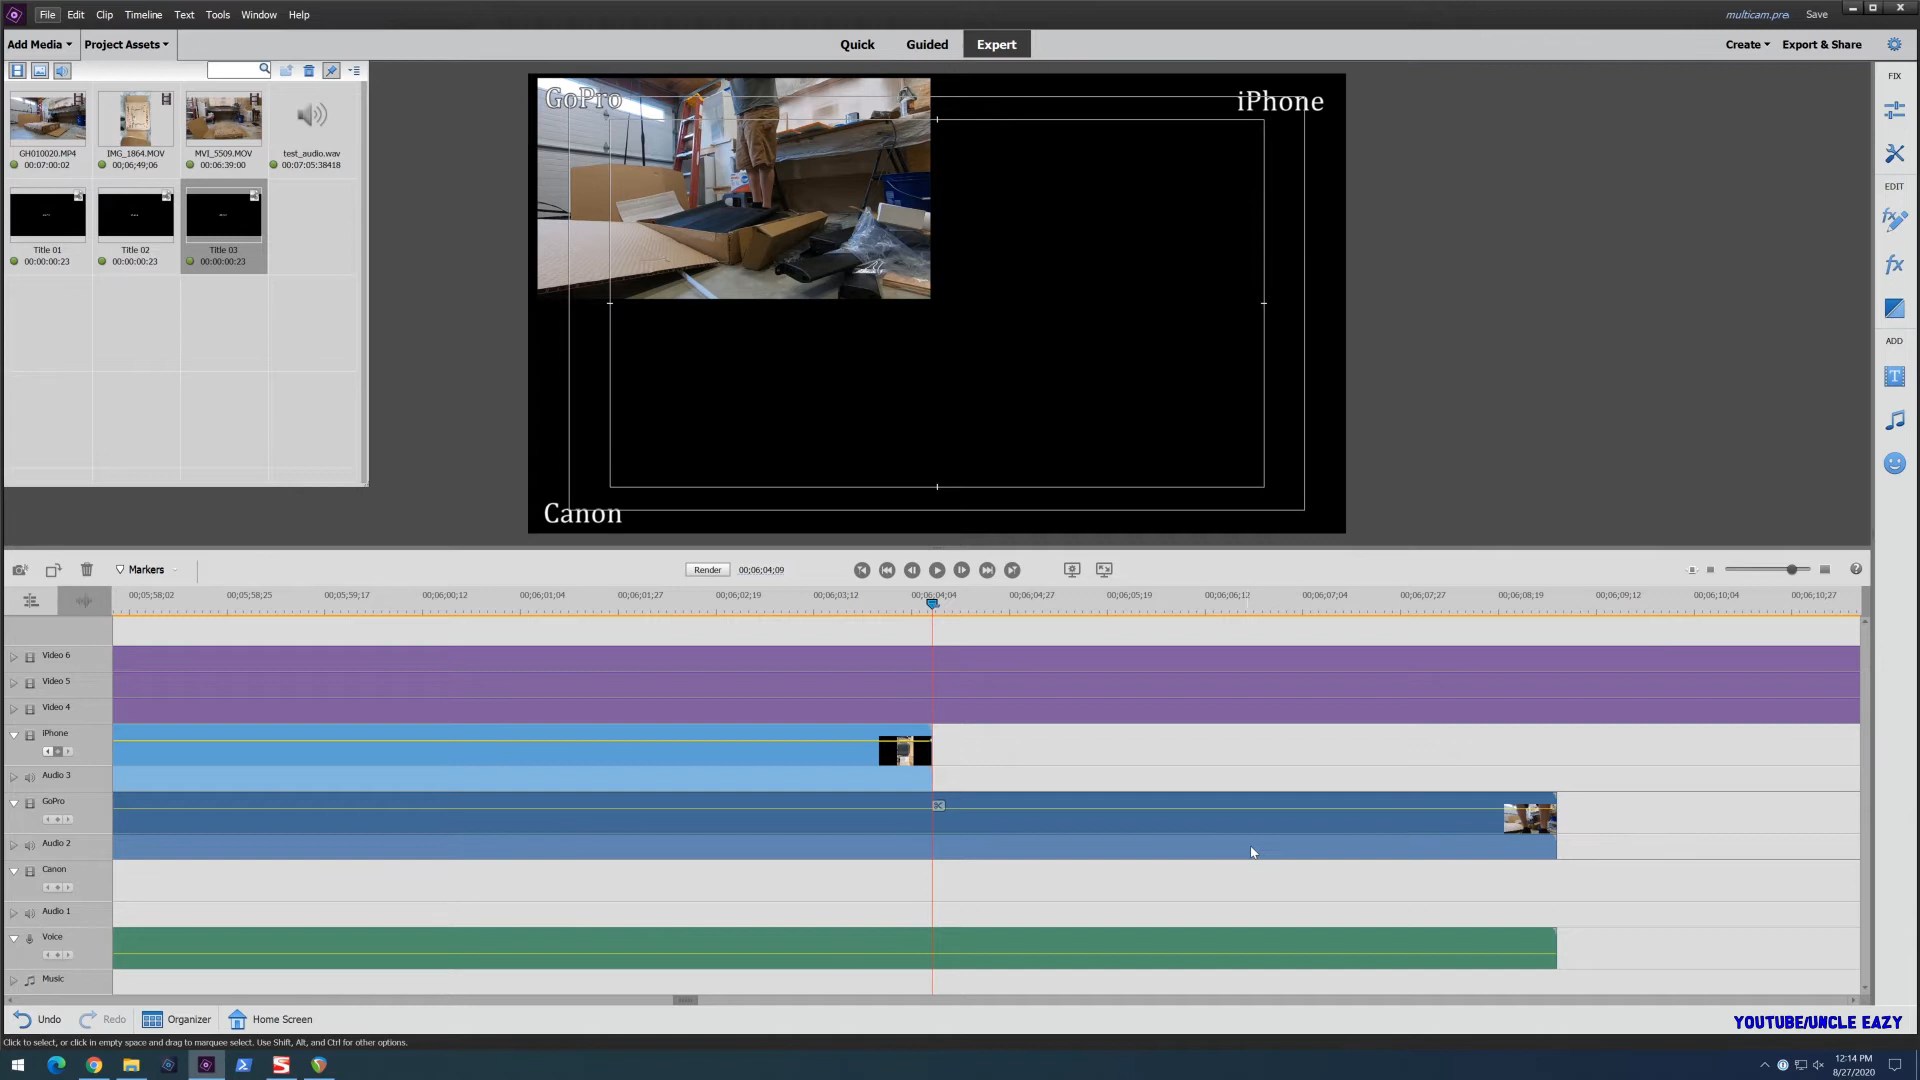 File Edit Clip Timeline Text Tools Window Help
multicam.prel Save
Add Media Project Assets
Quick Guided Expert
Create Export & Share
FIX
EDIT
ADD
GoPro
iPhone
Canon
GH010020.MP4 IMG_1864.MOV MVI_5509.MOV test_audio.wav
00:07:00:02 00;06;49;06 00:06:39:00 00:07:05:38418
Title 01 Title 02 Title 03
00:00:00:23 00:00:00:23 00:00:00:23
Markers Render 00;06;04;09
00;05;58;02 00;05;58;25 00;05;59;17 00;06;00;12 00;06;01;04 00;06;01;27 00;06;02;19 00;06;03;12 00;06;04;04 00;06;04;27 00;06;05;19 00;06;06;12 00;06;07;04 00;06;07;27 00;06;08;19 00;06;09;12 00;06;10;04 00;06;10;27
Video 6
Video 5
Video 4
iPhone
Audio 3
GoPro
Audio 2
Canon
Audio 1
Voice
Music
Undo Redo Organizer Home Screen
YOUTUBE/UNCLE EAZY
Click to select, or click in empty space and drag to marquee select. Use Shift, Alt, and Ctrl for other options.
12:14 PM
8/27/2020